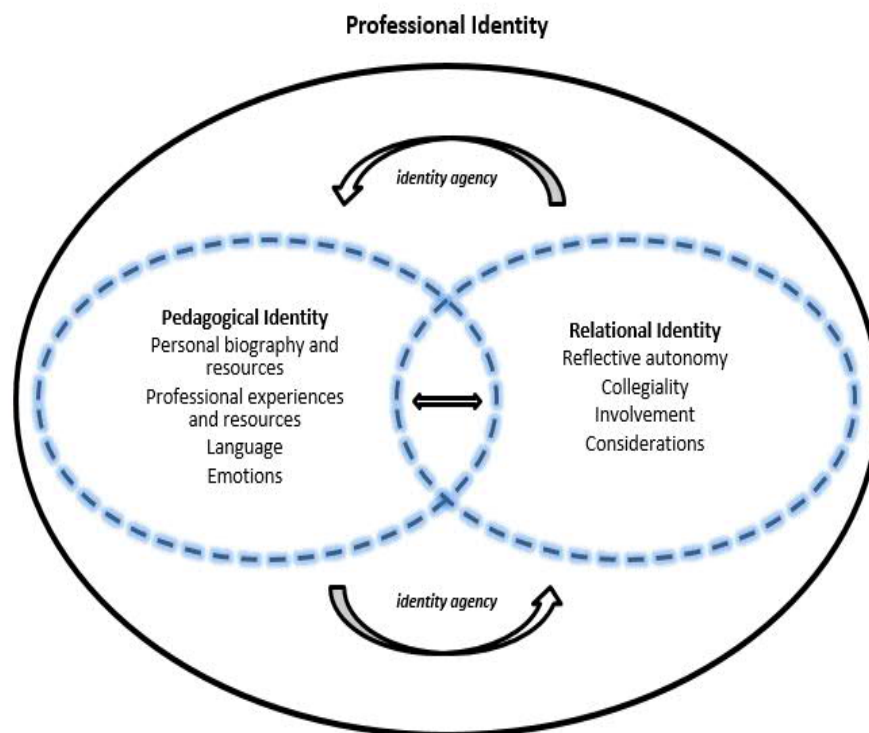 Professional Identity
identity agency
Pedagogical Identity
Personal biography and
resources
Professional experiences
and resources
Language
Emotions
Relational Identity
Reflective autonomy
Collegiality
Involvement
Considerations
identity agency